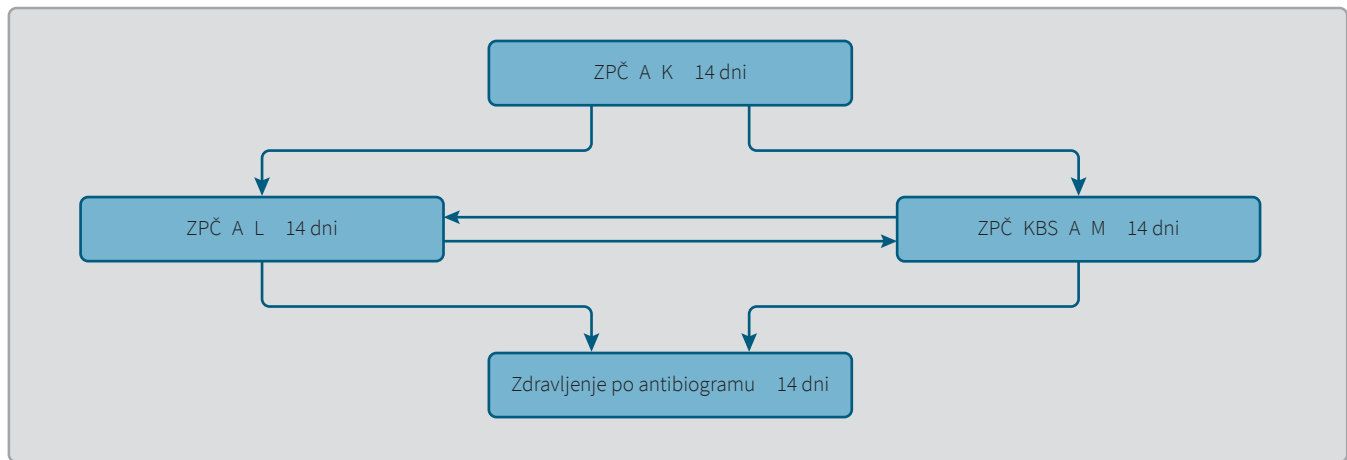 ZPČ A K 14 dni
ZPČ A L 14 dni
ZPČ KBS A M 14 dni
Zdravljenje po antibiogramu 14 dni